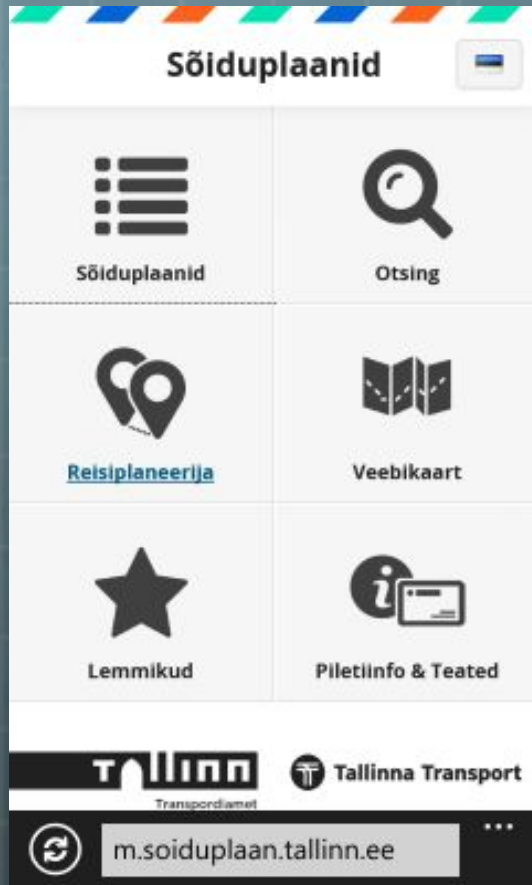 Sõiduplaanid
Sõiduplaanid
Otsing
Reisiplaneerija
Veebikaart
Lemmikud
Piletiinfo & Teated
Tallinn
Transpordiamet
Tallinna Transport
m.soiduplaan.tallinn.ee